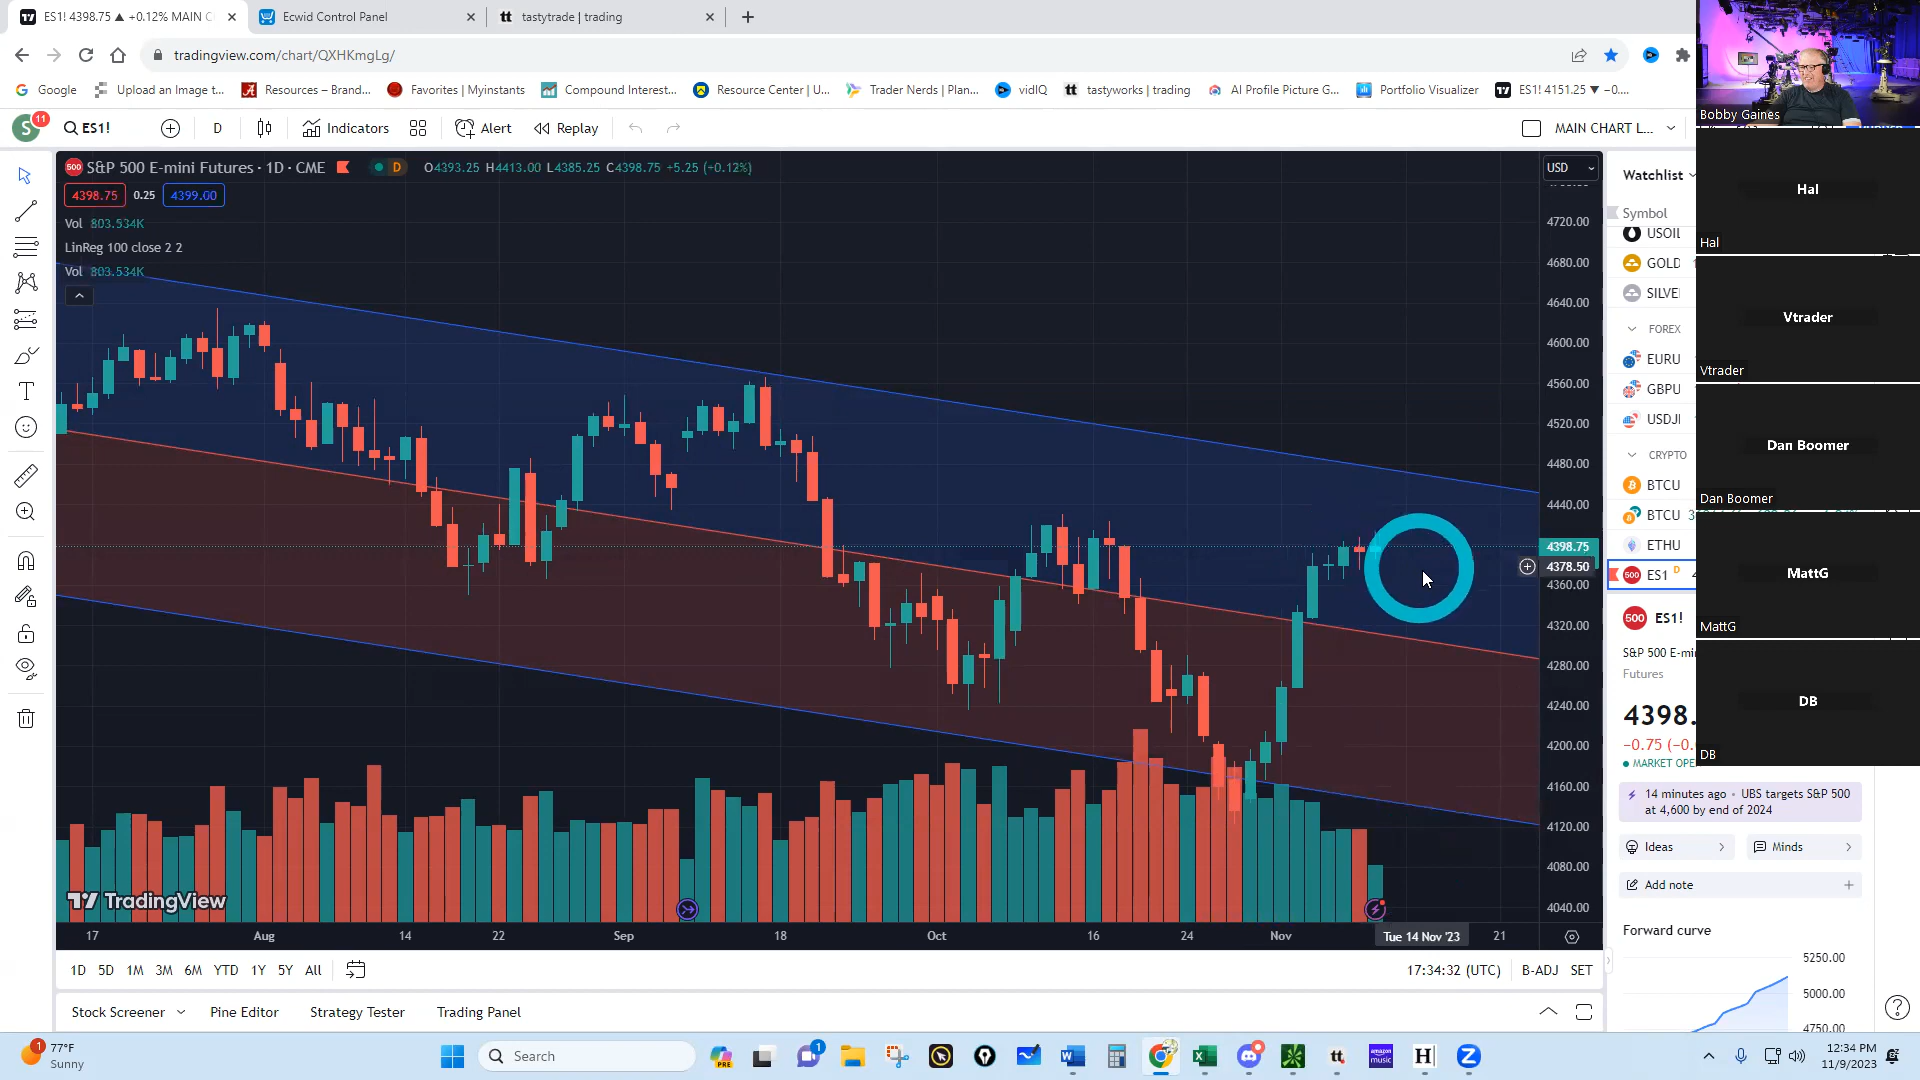 ES1! 4398.75 ▲ +0.12% MAIN C
Ecwid Control Panel
tastytrade | trading
tradingview.com/chart/QXHKmgLg/
Google
Upload an Image t...
Resources – Brand...
Favorites | Myinstants
Compound Interest...
Resource Center | U...
Trader Nerds | Plan...
vidIQ
tastyworks | trading
AI Profile Picture G...
Portfolio Visualizer
ES1! 4151.25 ▼ −0....
S
11
ES1!
D
Indicators
Alert
Replay
MAIN CHART L...
S&P 500 E-mini Futures · 1D · CME
D
O4393.25 H4413.00 L4385.25 C4398.75 +5.25 (+0.12%)
4398.75
0.25
4399.00
Vol 803.534K
LinReg 100 close 2 2
Vol 803.534K
USD
4720.00
4680.00
4640.00
4600.00
4560.00
4520.00
4480.00
4440.00
4398.75
4378.50
4360.00
4320.00
4280.00
4240.00
4200.00
4160.00
4120.00
4080.00
4040.00
TradingView
17
Aug
14
22
Sep
18
Oct
16
24
Nov
Tue 14 Nov '23
21
1D
5D
1M
3M
6M
YTD
1Y
5Y
All
17:34:32 (UTC)
B-ADJ
SET
Stock Screener
Pine Editor
Strategy Tester
Trading Panel
Watchlist
Symbol
USOIL
GOLD
SILVE
FOREX
EURU
GBPU
USDJ
CRYPTO
BTCU
BTCU 3
ETHU
ES1 D 4
500
ES1!
S&P 500 E-mi
Futures
4398.
−0.75 (−0.
MARKET OPE
14 minutes ago · UBS targets S&P 500
at 4,600 by end of 2024
Ideas
Minds
Add note
Forward curve
5250.00
5000.00
4750.00
Bobby Gaines
Hal
Hal
Vtrader
Vtrader
Dan Boomer
Dan Boomer
MattG
MattG
DB
DB
1
77°F
Sunny
Search
PRE
1
12:34 PM
11/9/2023